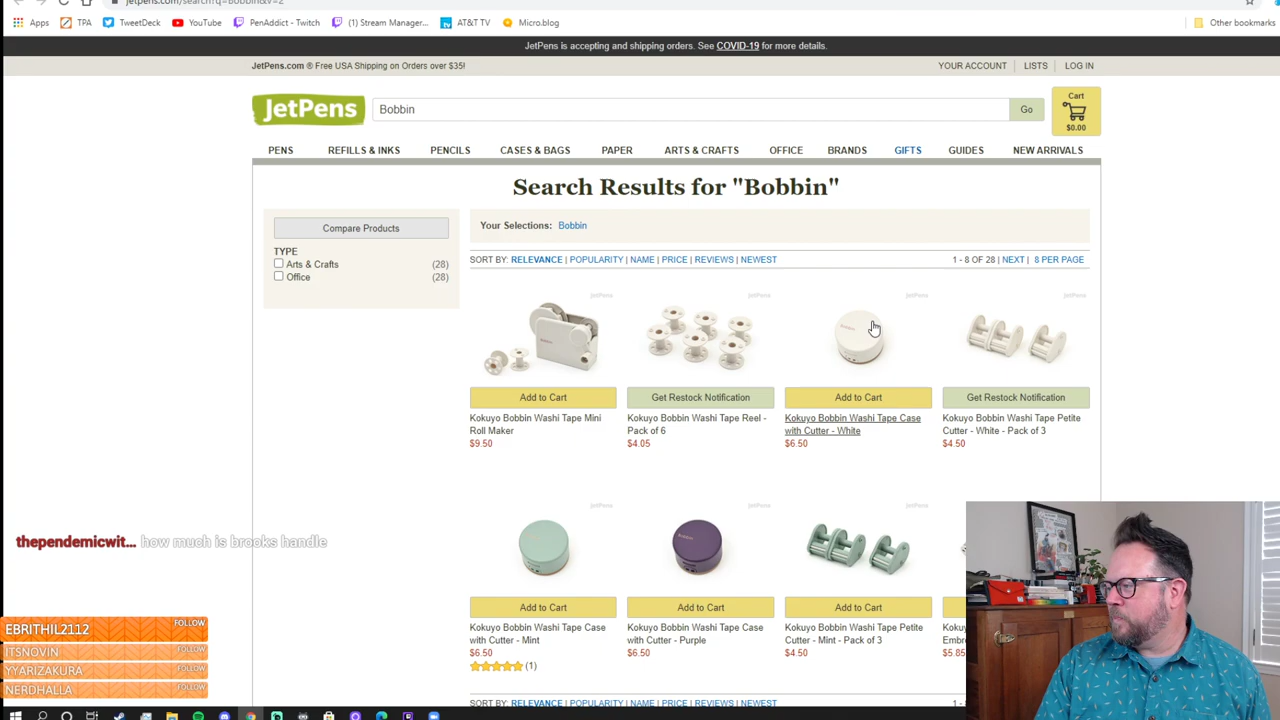 jetpens.com/search?q=Bobbin&v=2
Apps TPA TweetDeck YouTube PenAddict - Twitch (1) Stream Manager... AT&T TV Micro.blog Other bookmarks
JetPens is accepting and shipping orders. See COVID-19 for more details.
JetPens.com ® Free USA Shipping on Orders over $35! YOUR ACCOUNT LISTS LOG IN
JetPens Bobbin Go Cart
$0.00
PENS REFILLS & INKS PENCILS CASES & BAGS PAPER ARTS & CRAFTS OFFICE BRANDS GIFTS GUIDES NEW ARRIVALS
Search Results for "Bobbin"
Compare Products
TYPE
Arts & Crafts (28)
Office (28)
Your Selections: Bobbin
SORT BY: RELEVANCE | POPULARITY | NAME | PRICE | REVIEWS | NEWEST 1 - 8 OF 28 | NEXT | 8 PER PAGE
JetPens JetPens JetPens JetPens
Add to Cart Get Restock Notification Add to Cart Get Restock Notification
Kokuyo Bobbin Washi Tape Mini Roll Maker
$9.50
Kokuyo Bobbin Washi Tape Reel - Pack of 6
$4.05
Kokuyo Bobbin Washi Tape Case with Cutter - White
$6.50
Kokuyo Bobbin Washi Tape Petite Cutter - White - Pack of 3
$4.50
JetPens JetPens JetPens
Add to Cart Add to Cart Add to Cart
Kokuyo Bobbin Washi Tape Case with Cutter - Mint
$6.50
(1)
Kokuyo Bobbin Washi Tape Case with Cutter - Purple
$6.50
Kokuyo Bobbin Washi Tape Petite Cutter - Mint - Pack of 3
$4.50
$5.85
SORT BY: RELEVANCE | POPULARITY | NAME | PRICE | REVIEWS | NEWEST
thependemicwit... how much is brooks handle
EBRITHIL2112 FOLLOW
ITSNOVIN FOLLOW
YYARIZAKURA FOLLOW
NERDHALLA FOLLOW